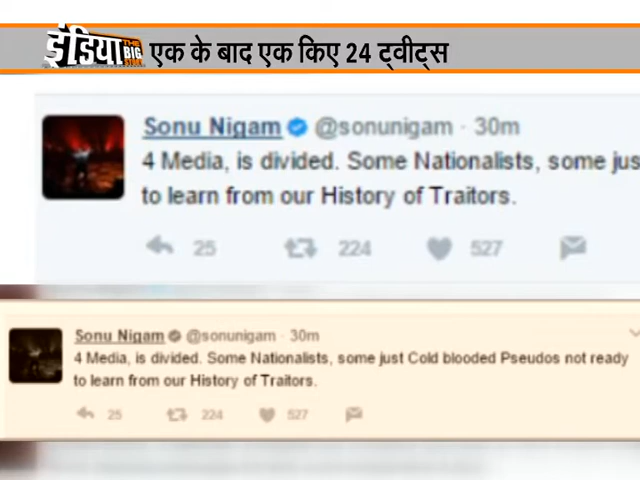 इंडिया THE BIG एक के बाद एक किए 24 ट्वीट्स
Sonu Nigam @sonunigam · 30m
4 Media, is divided. Some Nationalists, some jus
to learn from our History of Traitors.
25 224 527
Sonu Nigam @sonunigam · 30m
4 Media, is divided. Some Nationalists, some just Cold blooded Pseudos not ready
to learn from our History of Traitors.
25 224 527